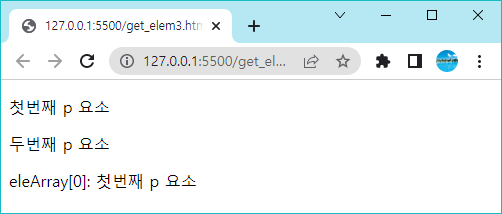 127.0.0.1:5500/get_elem3.htm
127.0.0.1:5500/get_el...
첫번째 p 요소
두번째 p 요소
eleArray[0]: 첫번째 p 요소